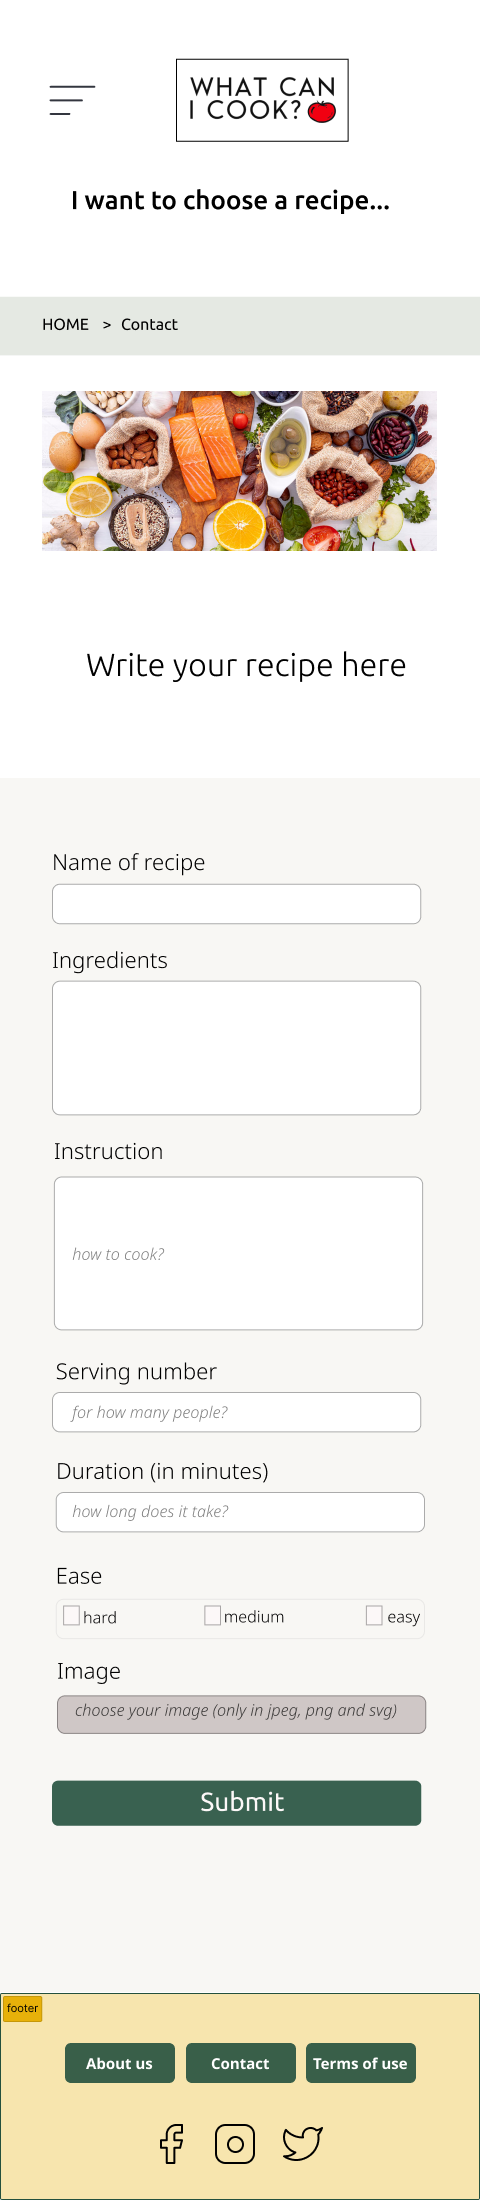 WHAT CAN
I COOK?
I want to choose a recipe...
HOME > Contact
Write your recipe here
Name of recipe
Ingredients
Instruction
how to cook?
Serving number
for how many people?
Duration (in minutes)
how long does it take?
Ease
hard medium easy
Image
choose your image (only in jpeg, png and svg)
Submit
footer
About us Contact Terms of use